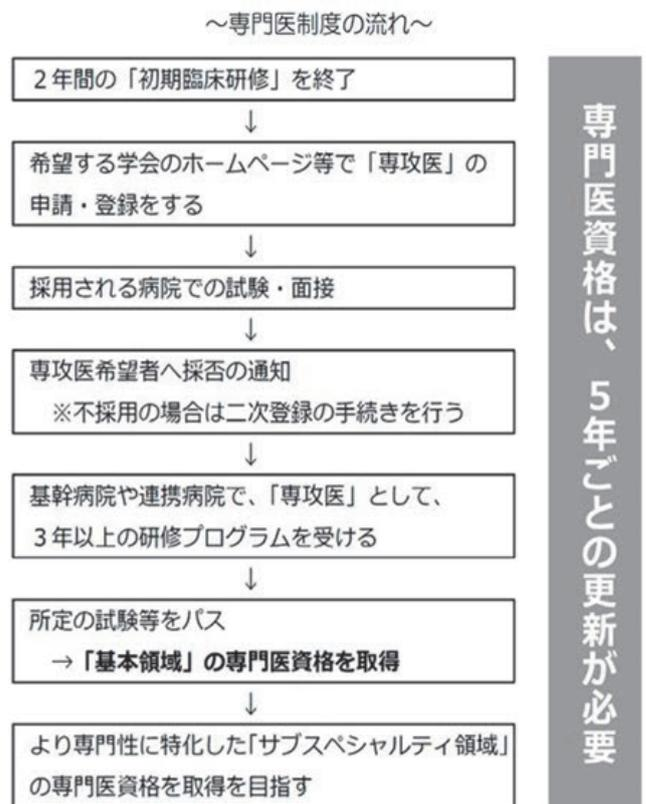 ～専門医制度の流れ～
２年間の「初期臨床研修」を終了
↓
希望する学会のホームページ等で「専攻医」の
申請・登録をする
↓
採用される病院での試験・面接
↓
専攻医希望者へ採否の通知
※不採用の場合は二次登録の手続きを行う
↓
基幹病院や連携病院で、「専攻医」として、
３年以上の研修プログラムを受ける
↓
所定の試験等をパス
→「基本領域」の専門医資格を取得
↓
より専門性に特化した「サブスペシャルティ領域」
の専門医資格を取得を目指す
専門医資格は、５年ごとの更新が必要